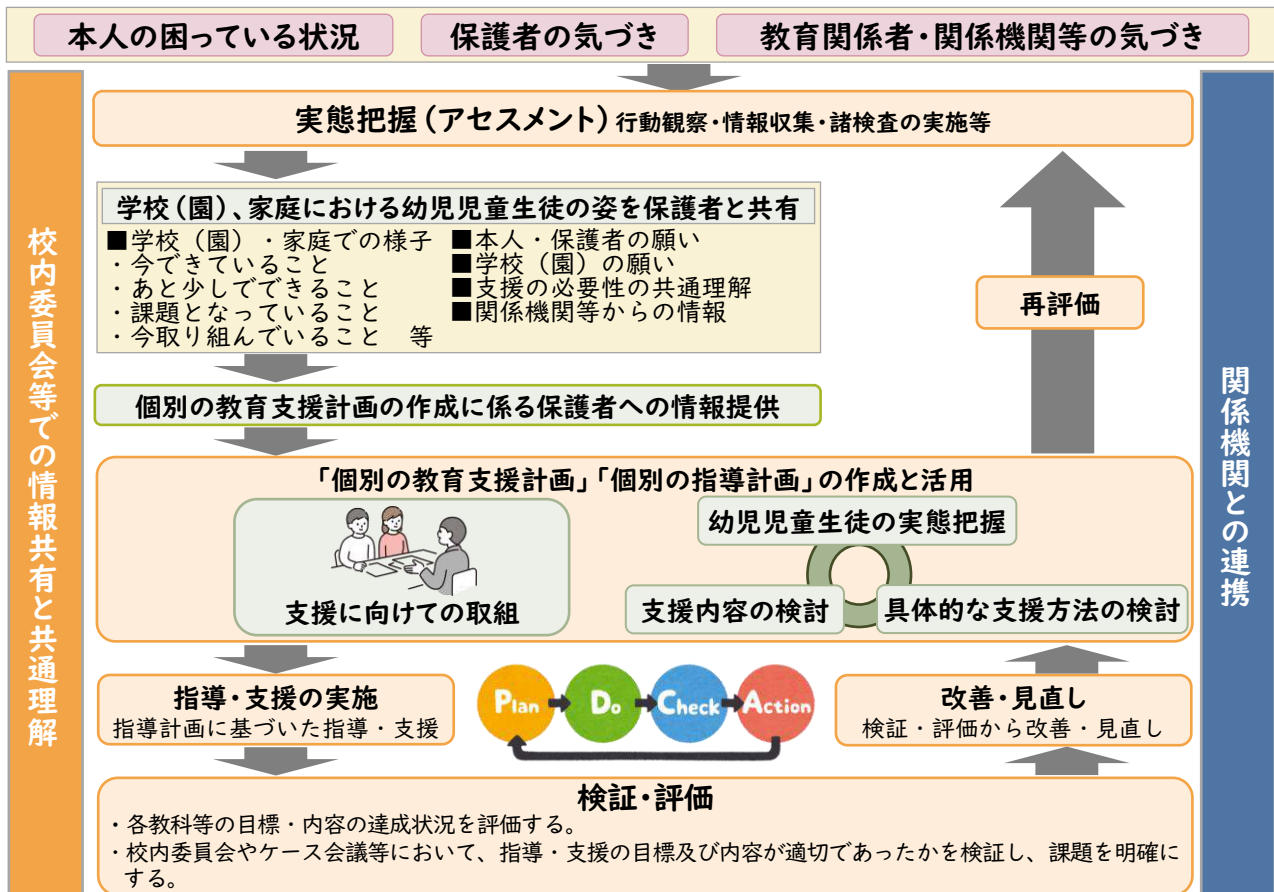 本人の困っている状況
保護者の気づき
教育関係者・関係機関等の気づき
校内委員会等での情報共有と共通理解
関係機関との連携
実態把握（アセスメント）行動観察・情報収集・諸検査の実施等
学校（園）、家庭における幼児児童生徒の姿を保護者と共有
■学校（園）・家庭での様子
・今できていること
・あと少しでできること
・課題となっていること
・今取り組んでいること　等
■本人・保護者の願い
■学校（園）の願い
■支援の必要性の共通理解
■関係機関等からの情報
再評価
個別の教育支援計画の作成に係る保護者への情報提供
「個別の教育支援計画」「個別の指導計画」の作成と活用
支援に向けての取組
幼児児童生徒の実態把握
支援内容の検討
具体的な支援方法の検討
指導・支援の実施
指導計画に基づいた指導・支援
Plan
Do
Check
Action
改善・見直し
検証・評価から改善・見直し
検証・評価
・各教科等の目標・内容の達成状況を評価する。
・校内委員会やケース会議等において、指導・支援の目標及び内容が適切であったかを検証し、課題を明確に
する。